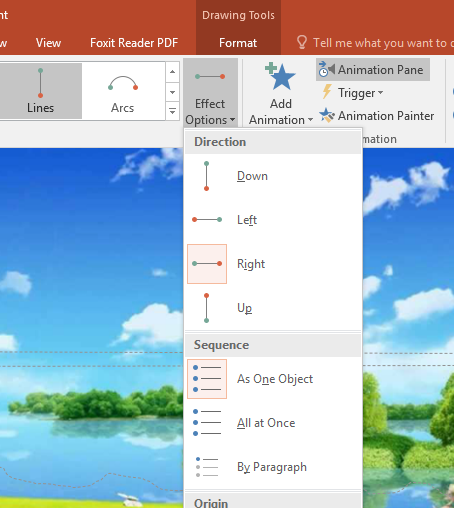 nt
Drawing Tools
w View Foxit Reader PDF Format Tell me what you want to
Lines
Arcs
Effect
Options
Add
Animation
Animation Pane
Trigger
Animation Painter
mation
Direction
Down
Left
Right
Up
Sequence
As One Object
All at Once
By Paragraph
Origin